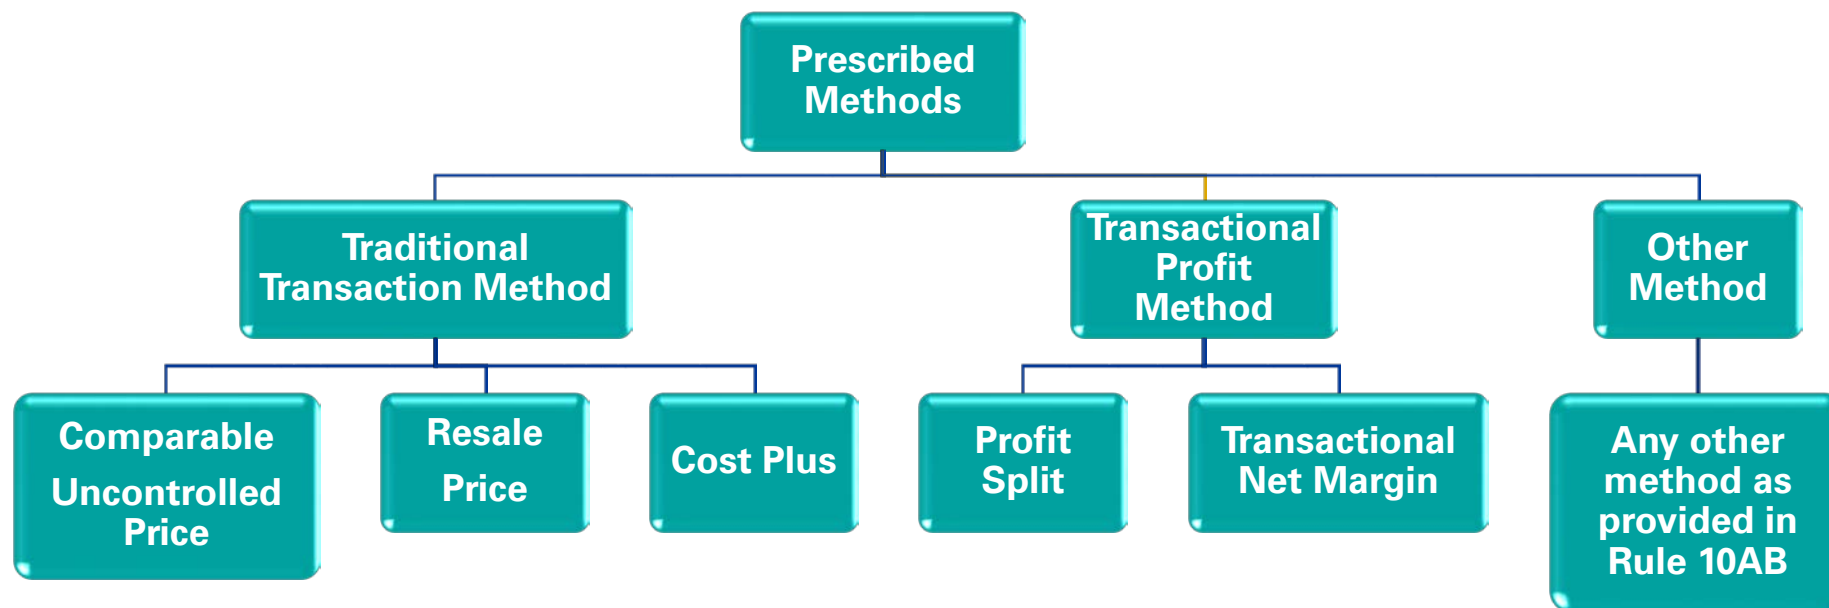 Prescribed
Methods
Traditional
Transaction Method
Transactional
Profit
Method
Other
Method
Comparable
Uncontrolled
Price
Resale
Price
Cost Plus
Profit
Split
Transactional
Net Margin
Any other
method as
provided in
Rule 10AB